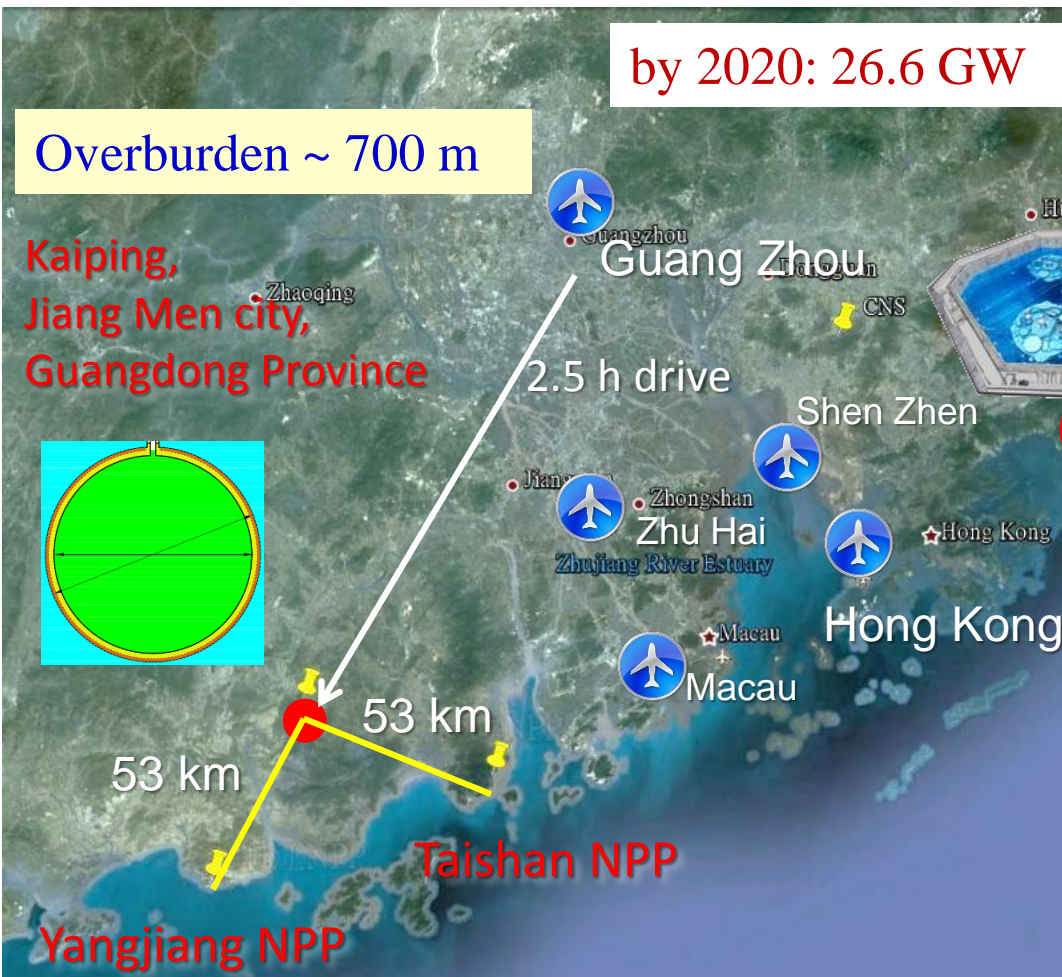 by 2020: 26.6 GW
Overburden ~ 700 m
Kaiping,
Jiang Men city,
Guangdong Province
Guangzhou
Guang Zhou
Zhaoqing
CNS
2.5 h drive
Shen Zhen
Zhongshan
Zhu Hai
Hong Kong
Zhujiang River Estuary
Macau
Hong Kong
Macau
53 km
53 km
Taishan NPP
Yangjiang NPP